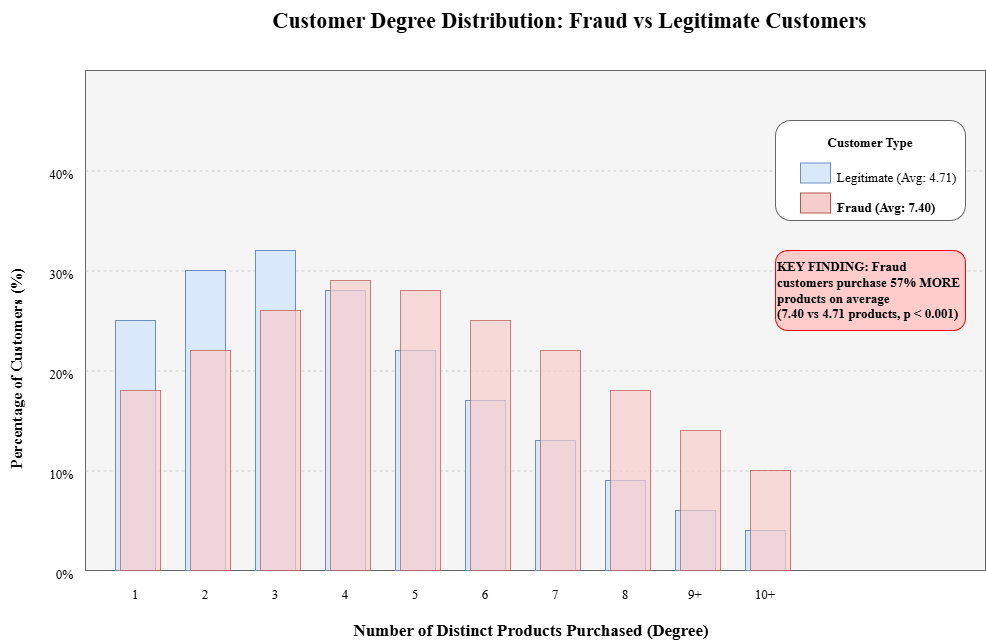 Customer Degree Distribution: Fraud vs Legitimate Customers
Customer Type
Legitimate (Avg: 4.71)
Fraud (Avg: 7.40)
KEY FINDING: Fraud
customers purchase 57% MORE
products on average
(7.40 vs 4.71 products, p < 0.001)
Percentage of Customers (%)
40%
30%
20%
10%
0%
1 2 3 4 5 6 7 8 9+ 10+
Number of Distinct Products Purchased (Degree)